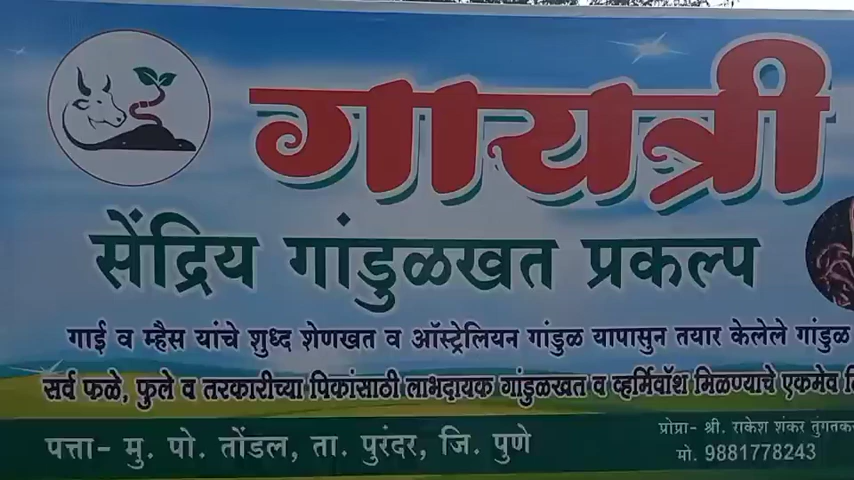 गायत्री
सेंद्रिय गांडुळखत प्रकल्प
गाई व म्हैस यांचे शुध्द शेणखत व ऑस्ट्रेलियन गांडुळ यापासुन तयार केलेले गांडुळ
सर्व फळे, फुले व तरकारीच्या पिकांसाठी लाभदायक गांडुळखत व व्हर्मिवॉश मिळण्याचे एकमेव
पत्ता- मु. पो. तोंडल, ता. पुरंदर, जि. पुणे
प्रोप्रा- श्री. राकेश शंकर तुंगतकर
मो. 9881778243